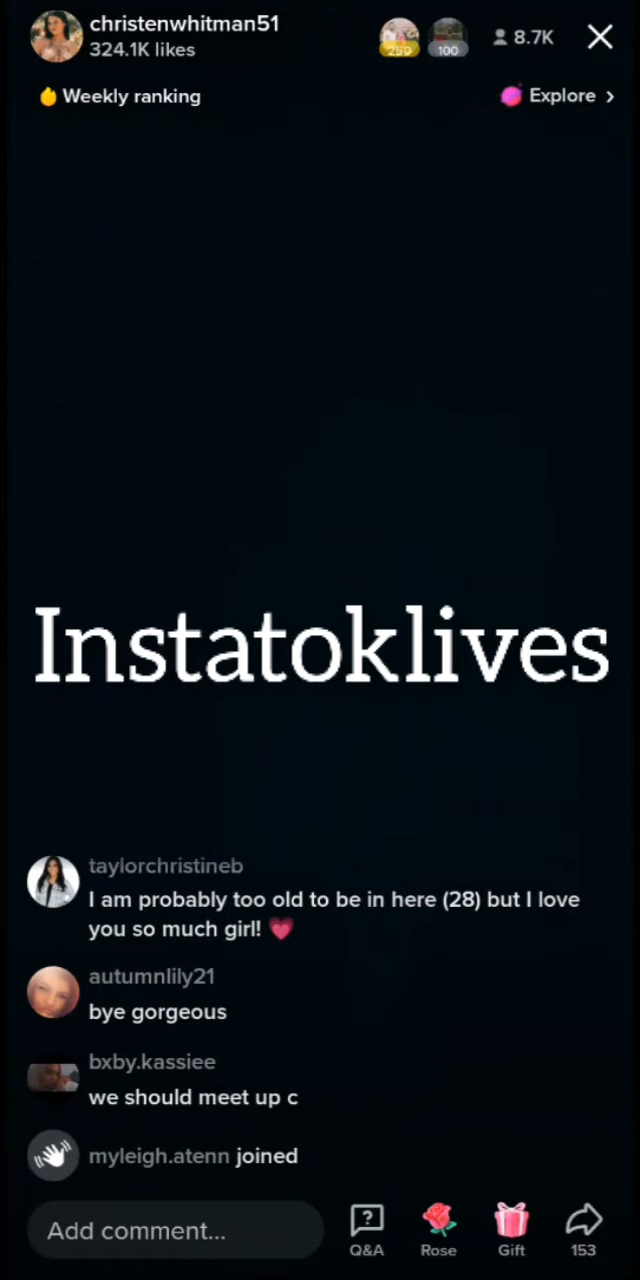 christenwhitman51
324.1K likes
250
100
8.7K
Weekly ranking
Explore
Instatoklives
taylorchristineb
I am probably too old to be in here (28) but I love
you so much girl! 💗
autumnlily21
bye gorgeous
bxby.kassiee
we should meet up c
myleigh.atenn joined
Add comment...
Q&A
Rose
Gift
153